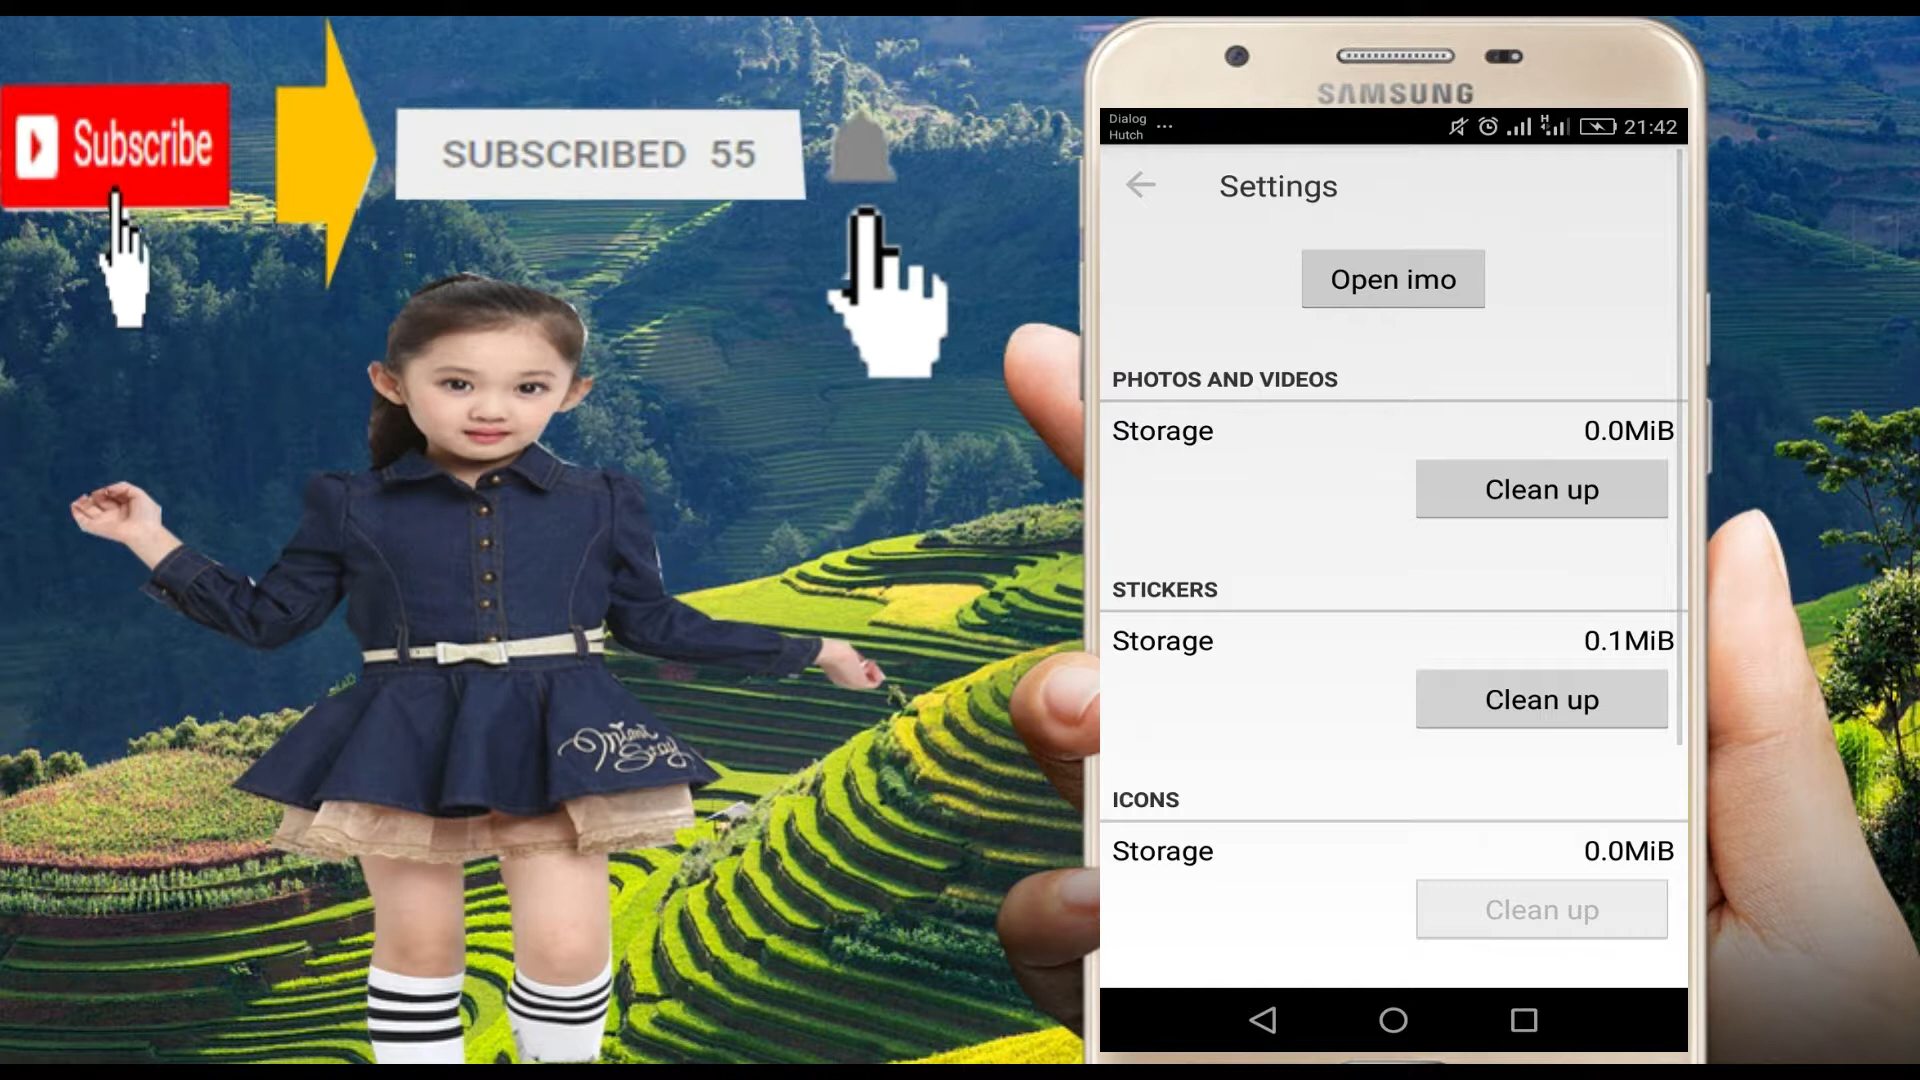 Subscribe
SUBSCRIBED 55
SAMSUNG
Dialog
Hutch
21:42
Settings
Open imo
PHOTOS AND VIDEOS
Storage 0.0MiB
Clean up
STICKERS
Storage 0.1MiB
Clean up
ICONS
Storage 0.0MiB
Clean up